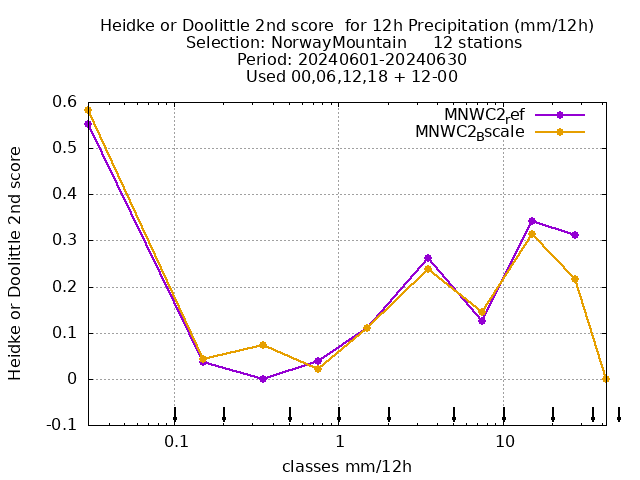 Heidke or Doolittle 2nd score  for 12h Precipitation (mm/12h)
Selection: NorwayMountain     12 stations
Period: 20240601-20240630
Used 00,06,12,18 + 12-00
MNWC2ref
MNWC2Bscale
0.6
0.5
0.4
0.3
0.2
0.1
0
-0.1
Heidke or Doolittle 2nd score
0.1 1 10
classes mm/12h